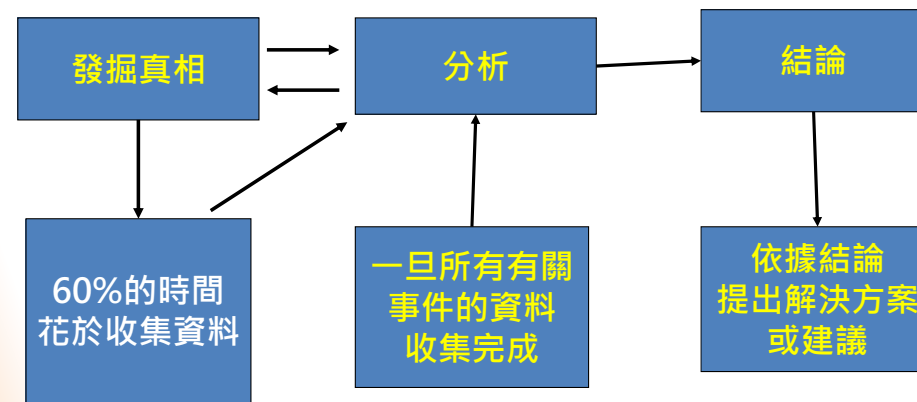 發掘真相
分析
結論
60%的時間
花於收集資料
一旦所有有關
事件的資料
收集完成
依據結論
提出解決方案
或建議